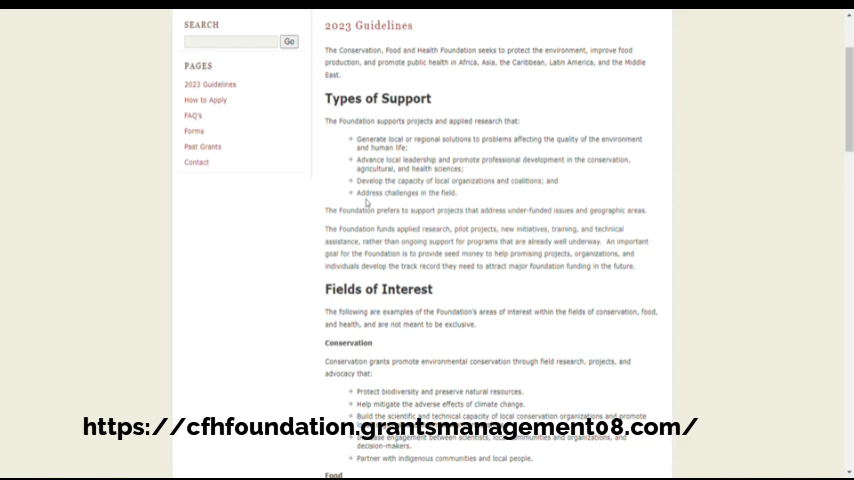 SEARCH
Go
PAGES
2023 Guidelines
How to Apply
FAQ's
Forms
Past Grants
Contact
2023 Guidelines
The Conservation, Food and Health Foundation seeks to protect the environment, improve food
production, and promote public health in Africa, Asia, the Caribbean, Latin America, and the Middle
East.
Types of Support
The Foundation supports projects and applied research that:
Generate local or regional solutions to problems affecting the quality of the environment
and human life;
Advance local leadership and promote professional development in the conservation,
agricultural, and health sciences;
Develop the capacity of local organizations and coalitions; and
Address challenges in the field.
The Foundation prefers to support projects that address under-funded issues and geographic areas.
The Foundation funds applied research, pilot projects, new initiatives, training, and technical
assistance, rather than ongoing support for programs that are already well underway. An important
goal for the Foundation is to provide seed money to help promising projects, organizations, and
individuals develop the track record they need to attract major foundation funding in the future.
Fields of Interest
The following are examples of the Foundation's areas of interest within the fields of conservation, food,
and health, and are not meant to be exclusive.
Conservation
Conservation grants promote environmental conservation through field research, projects, and
advocacy that:
Protect biodiversity and preserve natural resources.
Help mitigate the adverse effects of climate change.
Build the scientific and technical capacity of local conservation organizations and promote
https://cfhfoundation.grantsmanagement08.com/
Increase engagement between scientists, local communities and organizations, and
decision-makers.
Partner with indigenous communities and local people.
Food